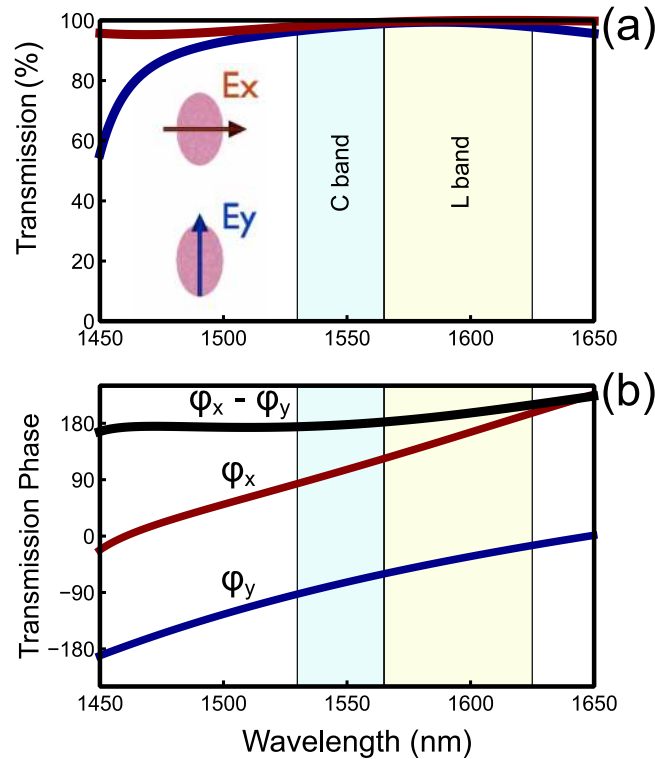 (a)
Transmission (%)
100
80
60
40
20
0
Ex
Ey
C band
L band
1450 1500 1550 1600 1650
(b)
Transmission Phase
180
90
0
−90
−180
φx - φy
φx
φy
1450 1500 1550 1600 1650
Wavelength (nm)